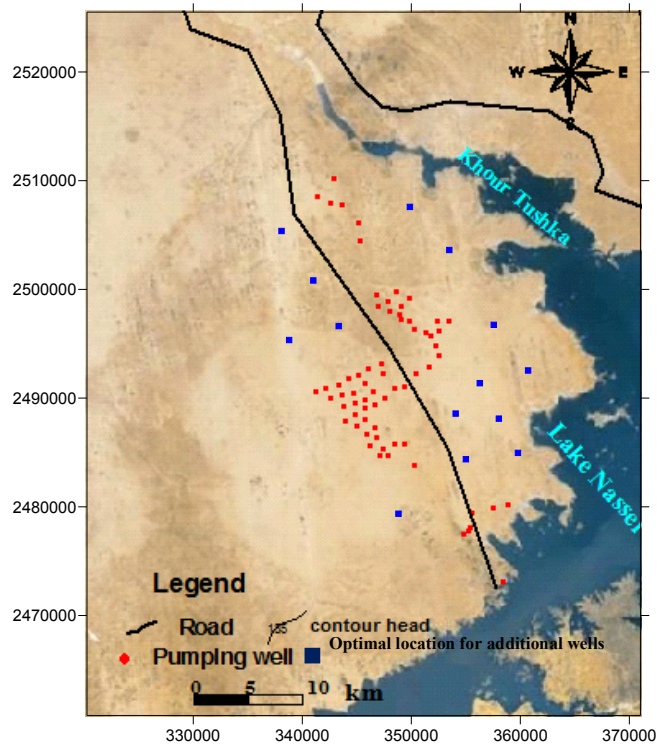 N
W E
S
2520000
Khour Tushka
2510000
2500000
2490000
Lake Nasser
2480000
2470000
Legend
Road 135 contour head
Pumping well Optimal location for additional wells
0 5 10 km
330000 340000 350000 360000 370000